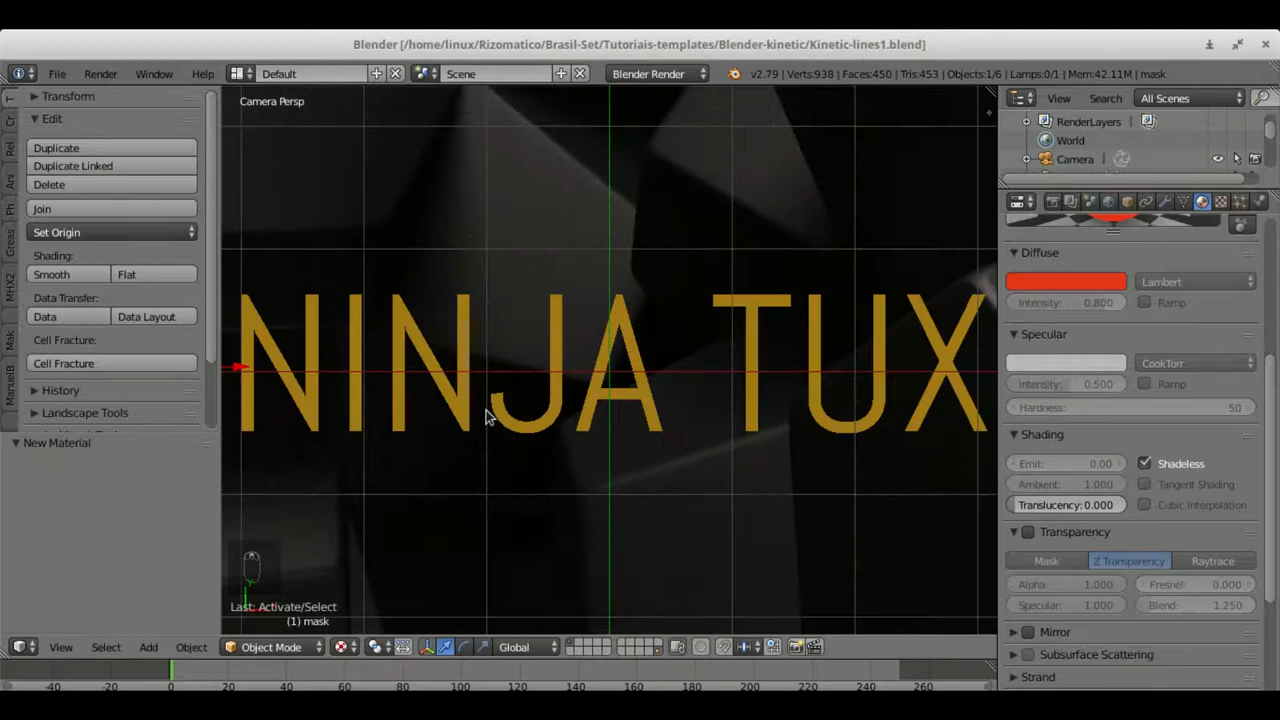 Blender [/home/linux/Rizomatico/Brasil-Set/Tutoriais-templates/Blender-kinetic/Kinetic-lines1.blend]
File Render Window Help Default Scene Blender Render v2.79 | Verts:938 | Faces:450 | Tris:453 | Objects:1/6 | Lamps:0/1 | Mem:42.11M | mask
Transform
Edit
Duplicate
Duplicate Linked
Delete
Join
Set Origin
Shading:
Smooth Flat
Data Transfer:
Data Data Layout
Cell Fracture:
Cell Fracture
History
Landscape Tools
New Material
T
Cr
Rel
Ani
Ph
Greas
MHX2
Mak
ManuelB
Camera Persp
NINJA TUX
Last: Activate/Select
(1) mask
View Search All Scenes
RenderLayers
World
Camera
Diffuse
Lambert
Intensity: 0.800 Ramp
Specular
CookTorr
Intensity: 0.500 Ramp
Hardness: 50
Shading
Emit: 0.00 Shadeless
Ambient: 1.000 Tangent Shading
Translucency: 0.000 Cubic Interpolation
Transparency
Mask Z Transparency Raytrace
Alpha: 1.000 Fresnel: 0.000
Specular: 1.000 Blend: 1.250
Mirror
Subsurface Scattering
Strand
View Select Add Object Object Mode Global
-40 -20 0 20 40 60 80 100 120 140 160 180 200 220 240 260